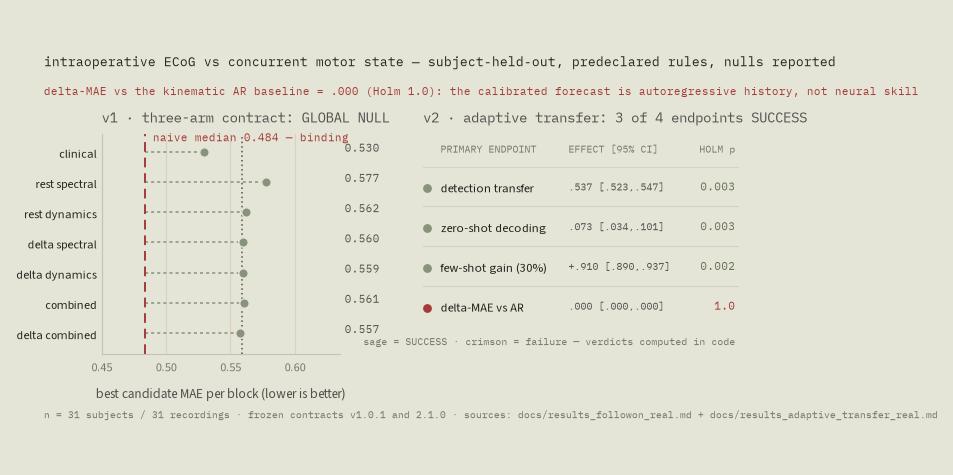 intraoperative ECoG vs concurrent motor state — subject-held-out, predeclared rules, nulls reported
delta-MAE vs the kinematic AR baseline = .000 (Holm 1.0): the calibrated forecast is autoregressive history, not neural skill
v1 · three-arm contract: GLOBAL NULL
naive median 0.484 — binding
clinical 0.530
rest spectral 0.577
rest dynamics 0.562
delta spectral 0.560
delta dynamics 0.559
combined 0.561
delta combined 0.557
0.45 0.50 0.55 0.60
best candidate MAE per block (lower is better)
v2 · adaptive transfer: 3 of 4 endpoints SUCCESS
PRIMARY ENDPOINT EFFECT [95% CI] HOLM p
detection transfer .537 [.523,.547] 0.003
zero-shot decoding .073 [.034,.101] 0.003
few-shot gain (30%) +.910 [.890,.937] 0.002
delta-MAE vs AR .000 [.000,.000] 1.0
sage = SUCCESS · crimson = failure — verdicts computed in code
n = 31 subjects / 31 recordings · frozen contracts v1.0.1 and 2.1.0 · sources: docs/results_followon_real.md + docs/results_adaptive_transfer_real.md